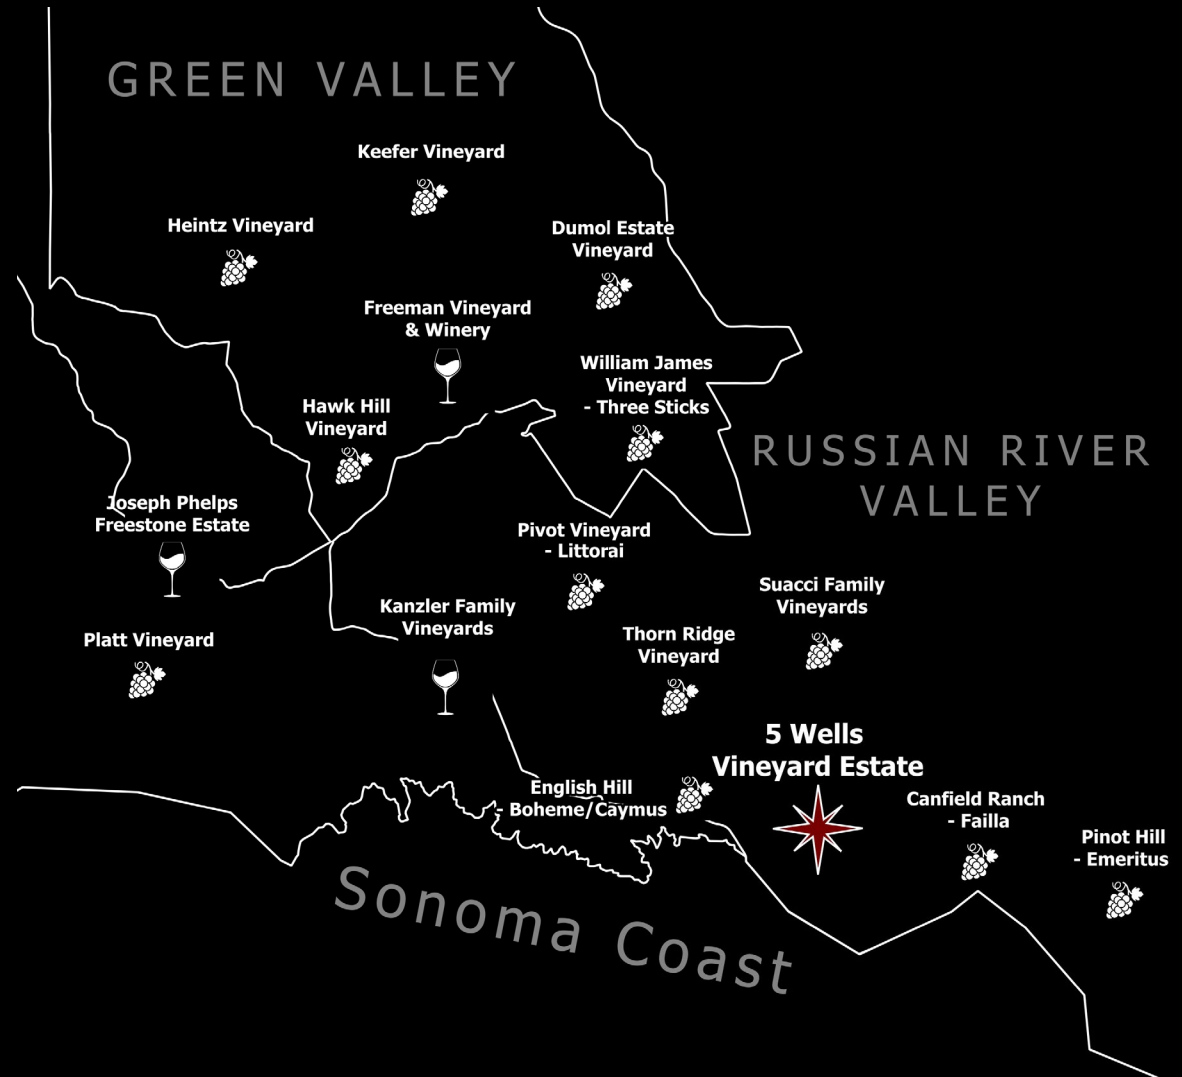 GREEN VALLEY
Keefer Vineyard
Heintz Vineyard
Dumol Estate
Vineyard
Freeman Vineyard
& Winery
William James
Vineyard
- Three Sticks
Hawk Hill
Vineyard
RUSSIAN RIVER
VALLEY
Joseph Phelps
Freestone Estate
Pivot Vineyard
- Littorai
Suacci Family
Vineyards
Kanzler Family
Vineyards
Thorn Ridge
Vineyard
Platt Vineyard
5 Wells
Vineyard Estate
English Hill
- Boheme/Caymus
Canfield Ranch
- Failla
Pinot Hill
- Emeritus
Sonoma Coast